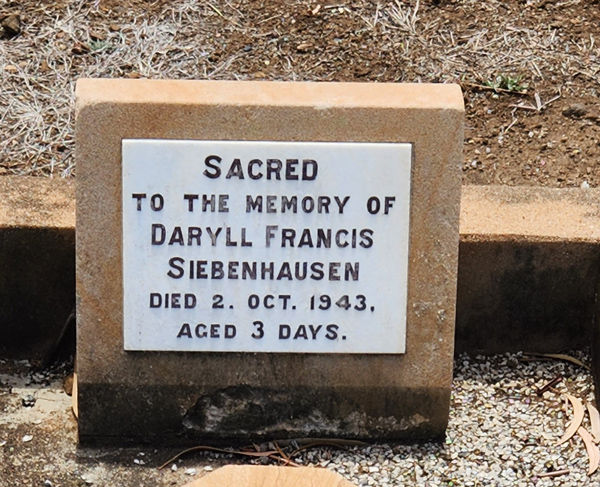 SACRED
TO THE MEMORY OF
DARYLL FRANCIS
SIEBENHAUSEN
DIED 2. OCT. 1943,
AGED 3 DAYS.